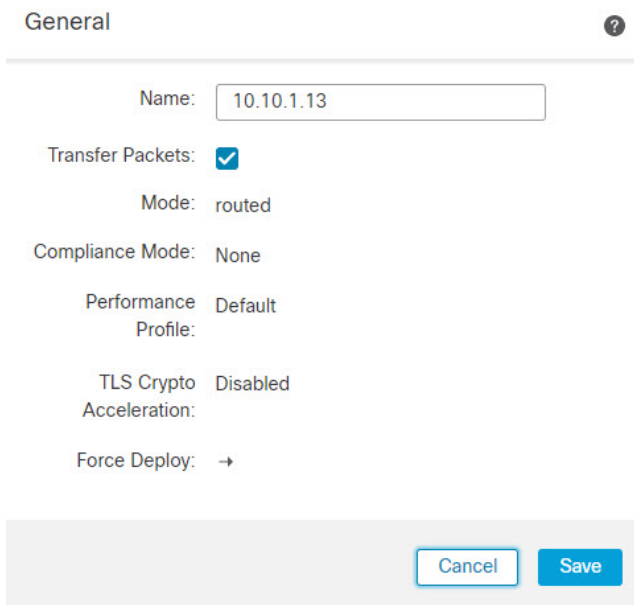 General
?
Name: 10.10.1.13
Transfer Packets:
Mode: routed
Compliance Mode: None
Performance Default
Profile:
TLS Crypto Disabled
Acceleration:
Force Deploy: →
Cancel Save